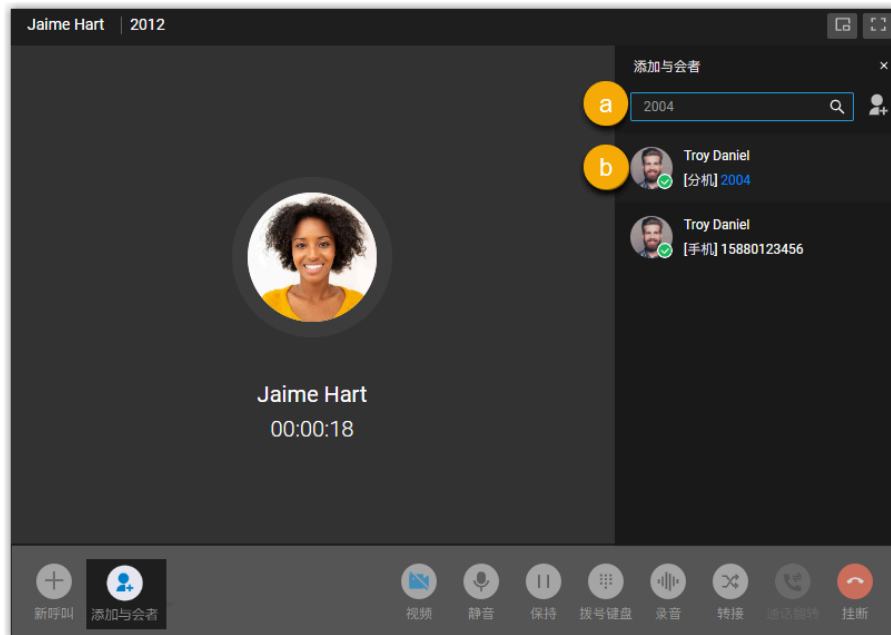 Jaime Hart | 2012
添加与会者 ×
a 2004
b
Troy Daniel
[分机] 2004
Troy Daniel
[手机] 15880123456
Jaime Hart
00:00:18
新呼叫 添加与会者 视频 静音 保持 拨号键盘 录音 转接 通话翻转 挂断